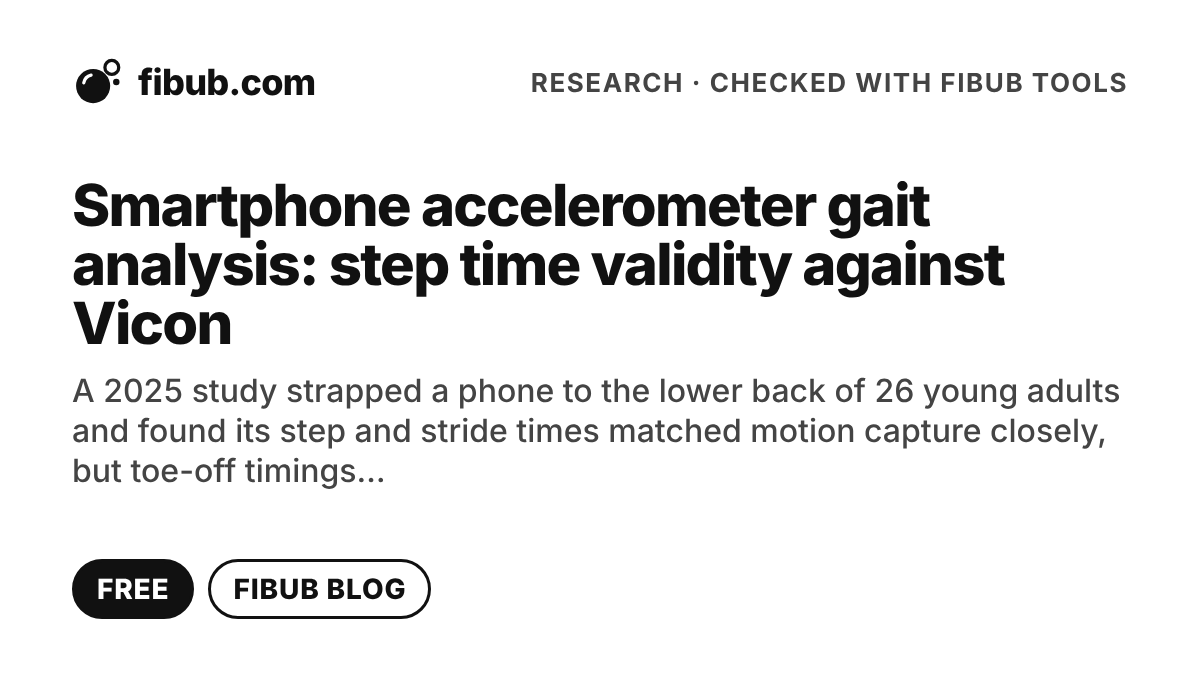 fibub.com
RESEARCH · CHECKED WITH FIBUB TOOLS
Smartphone accelerometer gait
analysis: step time validity against
Vicon
A 2025 study strapped a phone to the lower back of 26 young adults
and found its step and stride times matched motion capture closely,
but toe-off timings...
FREE
FIBUB BLOG